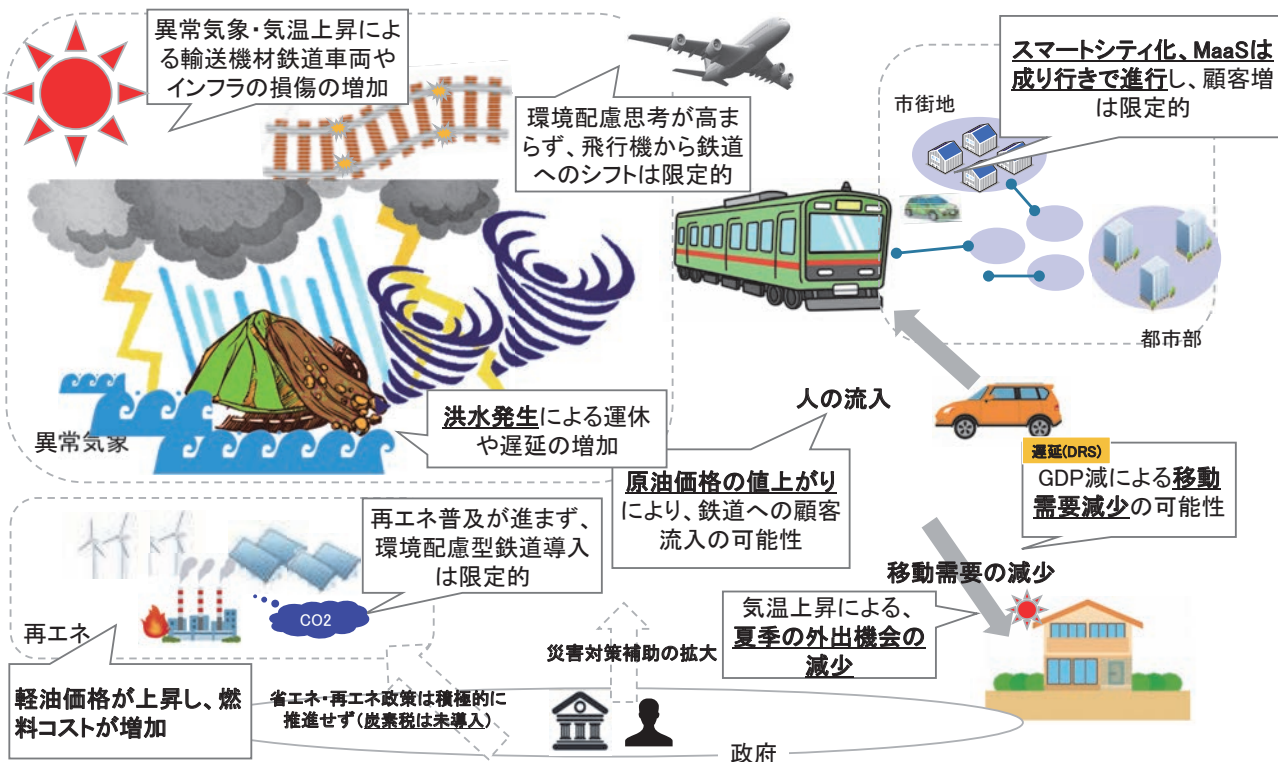 異常気象・気温上昇によ
る輸送機材鉄道車両や
インフラの損傷の増加
環境配慮思考が高ま
らず、飛行機から鉄道
へのシフトは限定的
スマートシティ化、MaaSは
成り行きで進行し、顧客増
は限定的
市街地
都市部
異常気象
洪水発生による運休
や遅延の増加
人の流入
原油価格の値上がり
により、鉄道への顧客
流入の可能性
遅延(DRS)
GDP減による移動
需要減少の可能性
再エネ普及が進まず、
環境配慮型鉄道導入
は限定的
CO2
再エネ
移動需要の減少
気温上昇による、
夏季の外出機会の
減少
災害対策補助の拡大
軽油価格が上昇し、燃
料コストが増加
省エネ・再エネ政策は積極的に
推進せず(炭素税は未導入)
政府